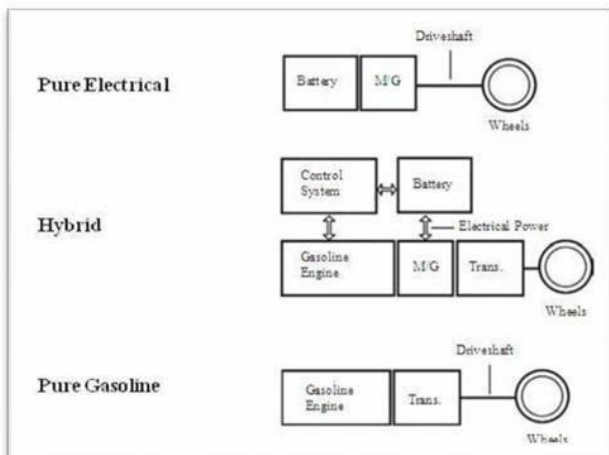 Driveshaft
Pure Electrical
Battery
M/G
Wheels
Control
System
Battery
Hybrid
Electrical Power
Gasoline
Engine
M/G
Trans.
Wheels
Driveshaft
Pure Gasoline
Gasoline
Engine
Trans.
Wheels